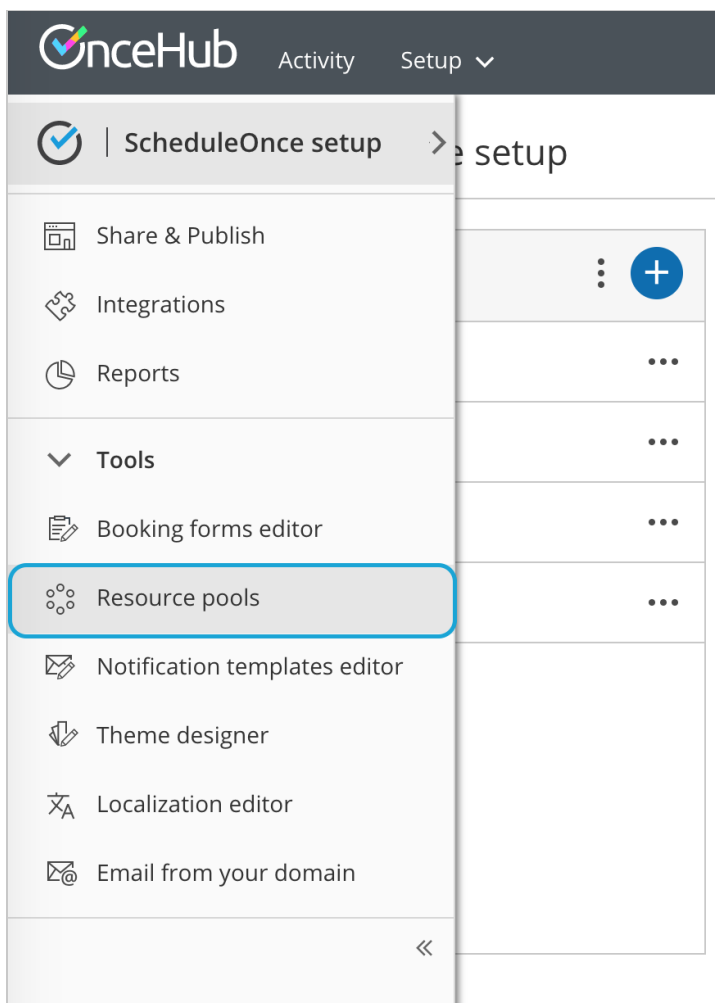 OnceHub
Activity
Setup
ScheduleOnce setup
e setup
Share & Publish
Integrations
Reports
Tools
Booking forms editor
Resource pools
Notification templates editor
Theme designer
Localization editor
Email from your domain